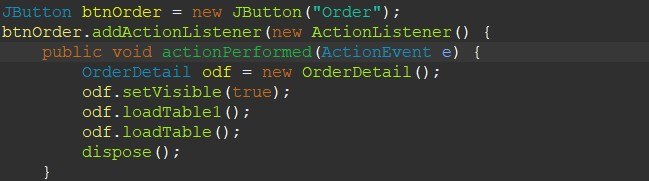 JButton btnOrder = new JButton("Order");
btnOrder.addActionListener(new ActionListener() {
    public void actionPerformed(ActionEvent e) {
        OrderDetail odf = new OrderDetail();
        odf.setVisible(true);
        odf.loadTable1();
        odf.loadTable();
        dispose();
    }